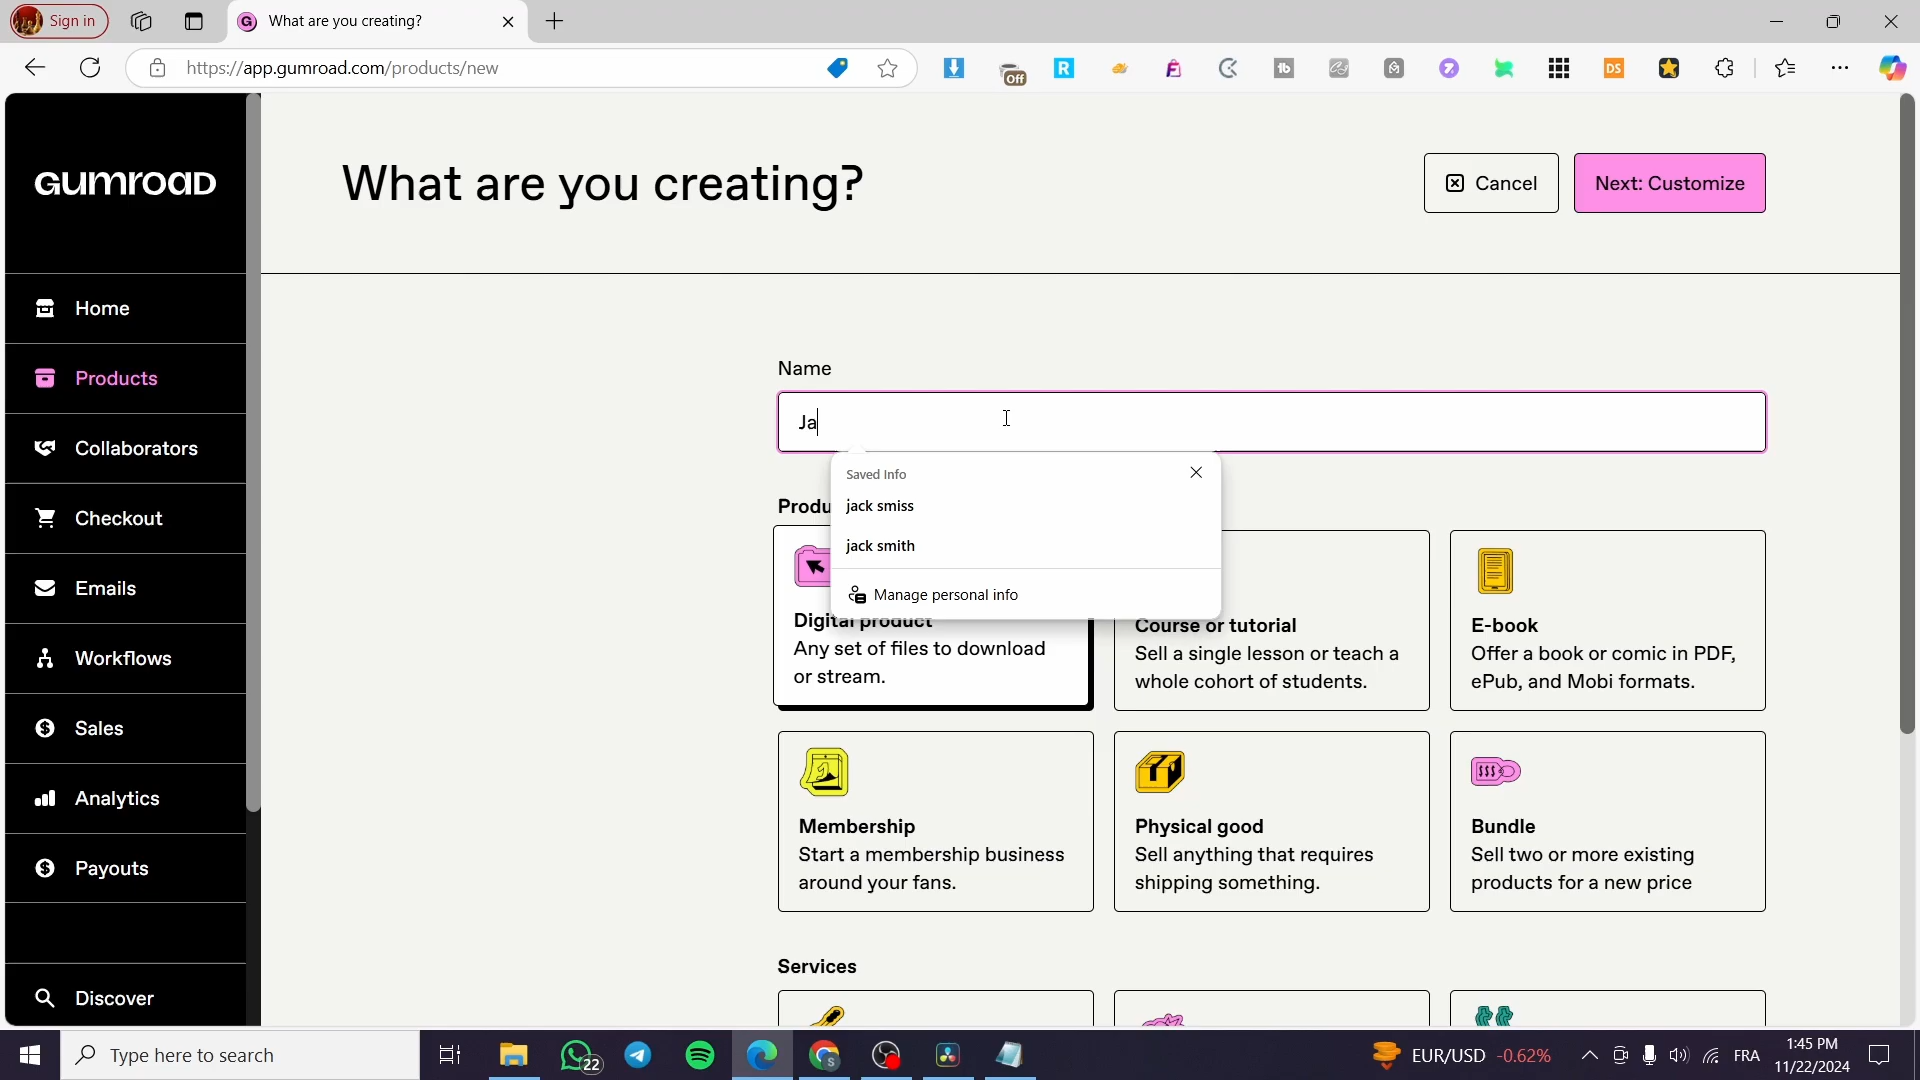 Sign in
What are you creating?
https://app.gumroad.com/products/new
Off
R
tb
DS
GUMROAD
What are you creating?
Cancel
Next: Customize
Home
Products
Collaborators
Checkout
Emails
Workflows
Sales
Analytics
Payouts
Discover
Name
Ja
Saved Info
jack smiss
jack smith
Manage personal info
Produ
Digital product
Any set of files to download
or stream.
Course or tutorial
Sell a single lesson or teach a
whole cohort of students.
E-book
Offer a book or comic in PDF,
ePub, and Mobi formats.
Membership
Start a membership business
around your fans.
Physical good
Sell anything that requires
shipping something.
Bundle
Sell two or more existing
products for a new price
Services
Type here to search
22
EUR/USD -0.62%
FRA
1:45 PM
11/22/2024